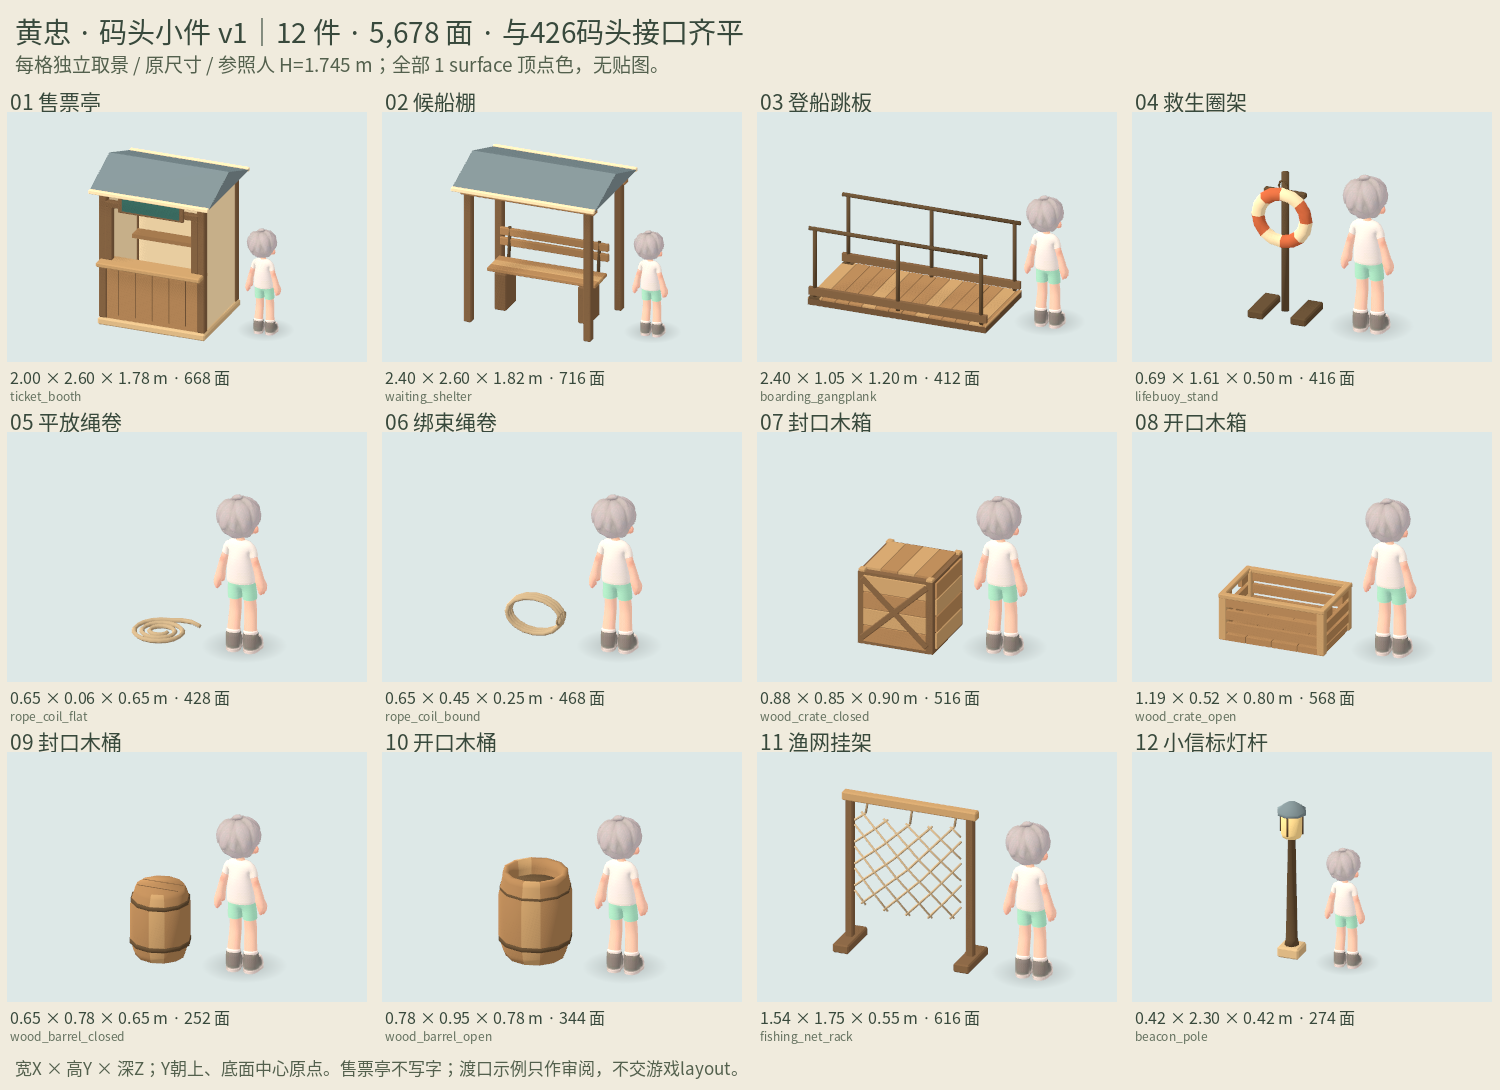 黄忠 · 码头小件 v1｜12 件 · 5,678 面 · 与426码头接口齐平
每格独立取景 / 原尺寸 / 参照人 H=1.745 m；全部 1 surface 顶点色，无贴图。
01 售票亭
02 候船棚
03 登船跳板
04 救生圈架
2.00 × 2.60 × 1.78 m · 668 面
ticket_booth
2.40 × 2.60 × 1.82 m · 716 面
waiting_shelter
2.40 × 1.05 × 1.20 m · 412 面
boarding_gangplank
0.69 × 1.61 × 0.50 m · 416 面
lifebuoy_stand
05 平放绳卷
06 绑束绳卷
07 封口木箱
08 开口木箱
0.65 × 0.06 × 0.65 m · 428 面
rope_coil_flat
0.65 × 0.45 × 0.25 m · 468 面
rope_coil_bound
0.88 × 0.85 × 0.90 m · 516 面
wood_crate_closed
1.19 × 0.52 × 0.80 m · 568 面
wood_crate_open
09 封口木桶
10 开口木桶
11 渔网挂架
12 小信标灯杆
0.65 × 0.78 × 0.65 m · 252 面
wood_barrel_closed
0.78 × 0.95 × 0.78 m · 344 面
wood_barrel_open
1.54 × 1.75 × 0.55 m · 616 面
fishing_net_rack
0.42 × 2.30 × 0.42 m · 274 面
beacon_pole
宽X × 高Y × 深Z；Y朝上、底面中心原点。售票亭不写字；渡口示例只作审阅，不交游戏layout。